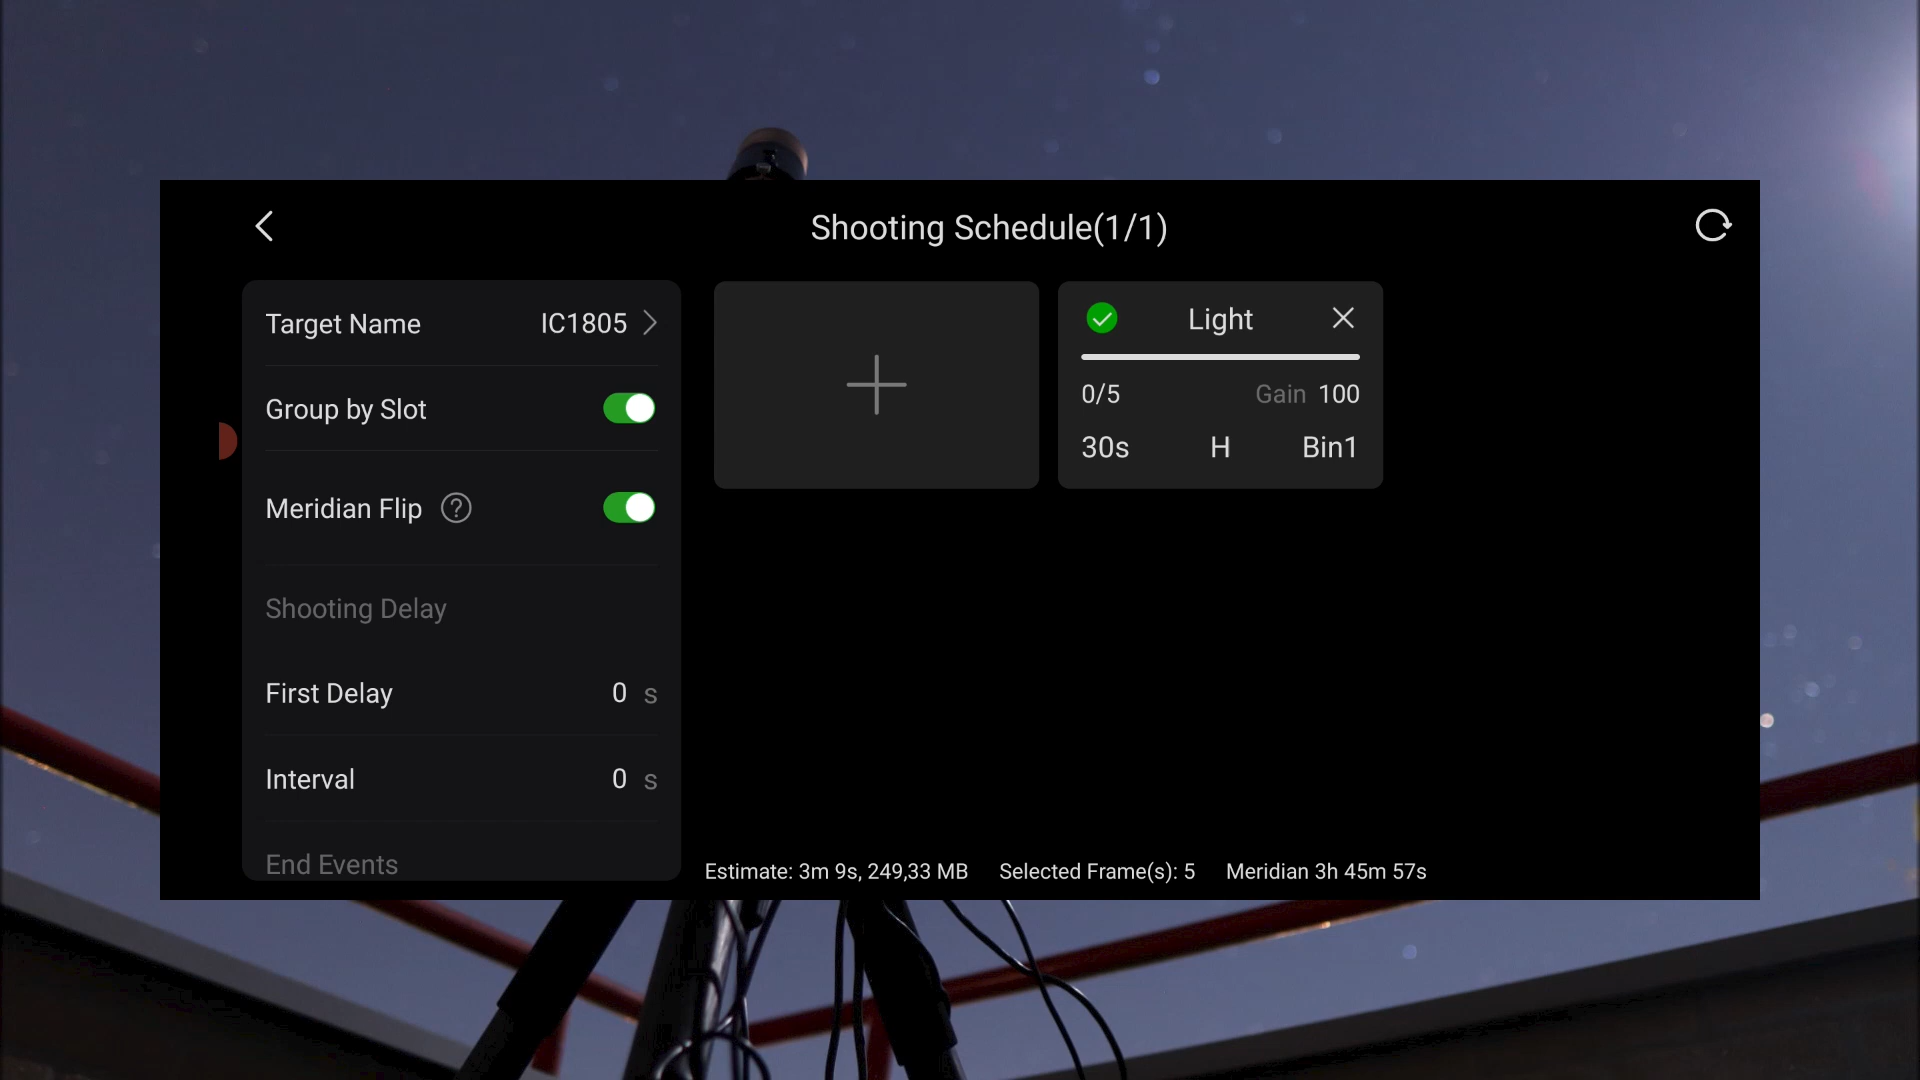 Shooting Schedule(1/1)
Target Name IC1805
Group by Slot
Meridian Flip ?
Shooting Delay
First Delay 0 s
Interval 0 s
End Events
Light
0/5 Gain 100
30s H Bin1
Estimate: 3m 9s, 249,33 MB Selected Frame(s): 5 Meridian 3h 45m 57s